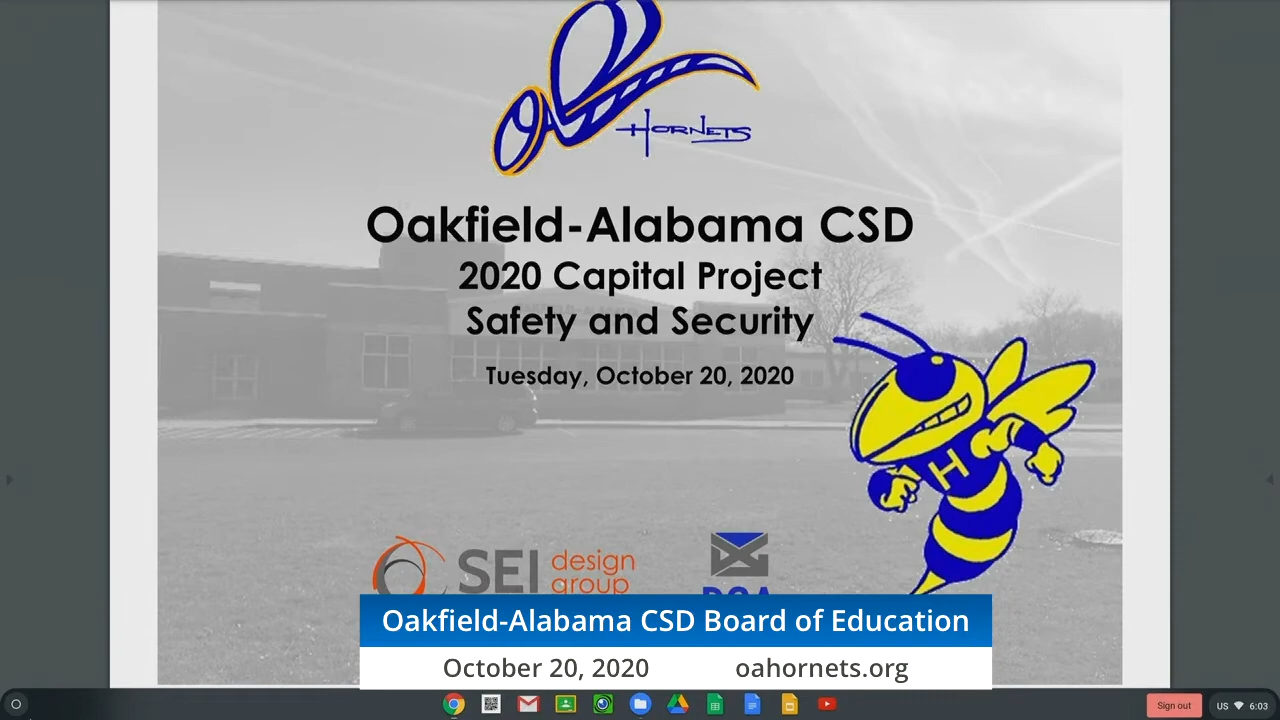 OA
HORNETS
Oakfield-Alabama CSD
2020 Capital Project
Safety and Security
Tuesday, October 20, 2020
H
SEI design group
Oakfield-Alabama CSD Board of Education
October 20, 2020 oahornets.org
Sign out US 6:03